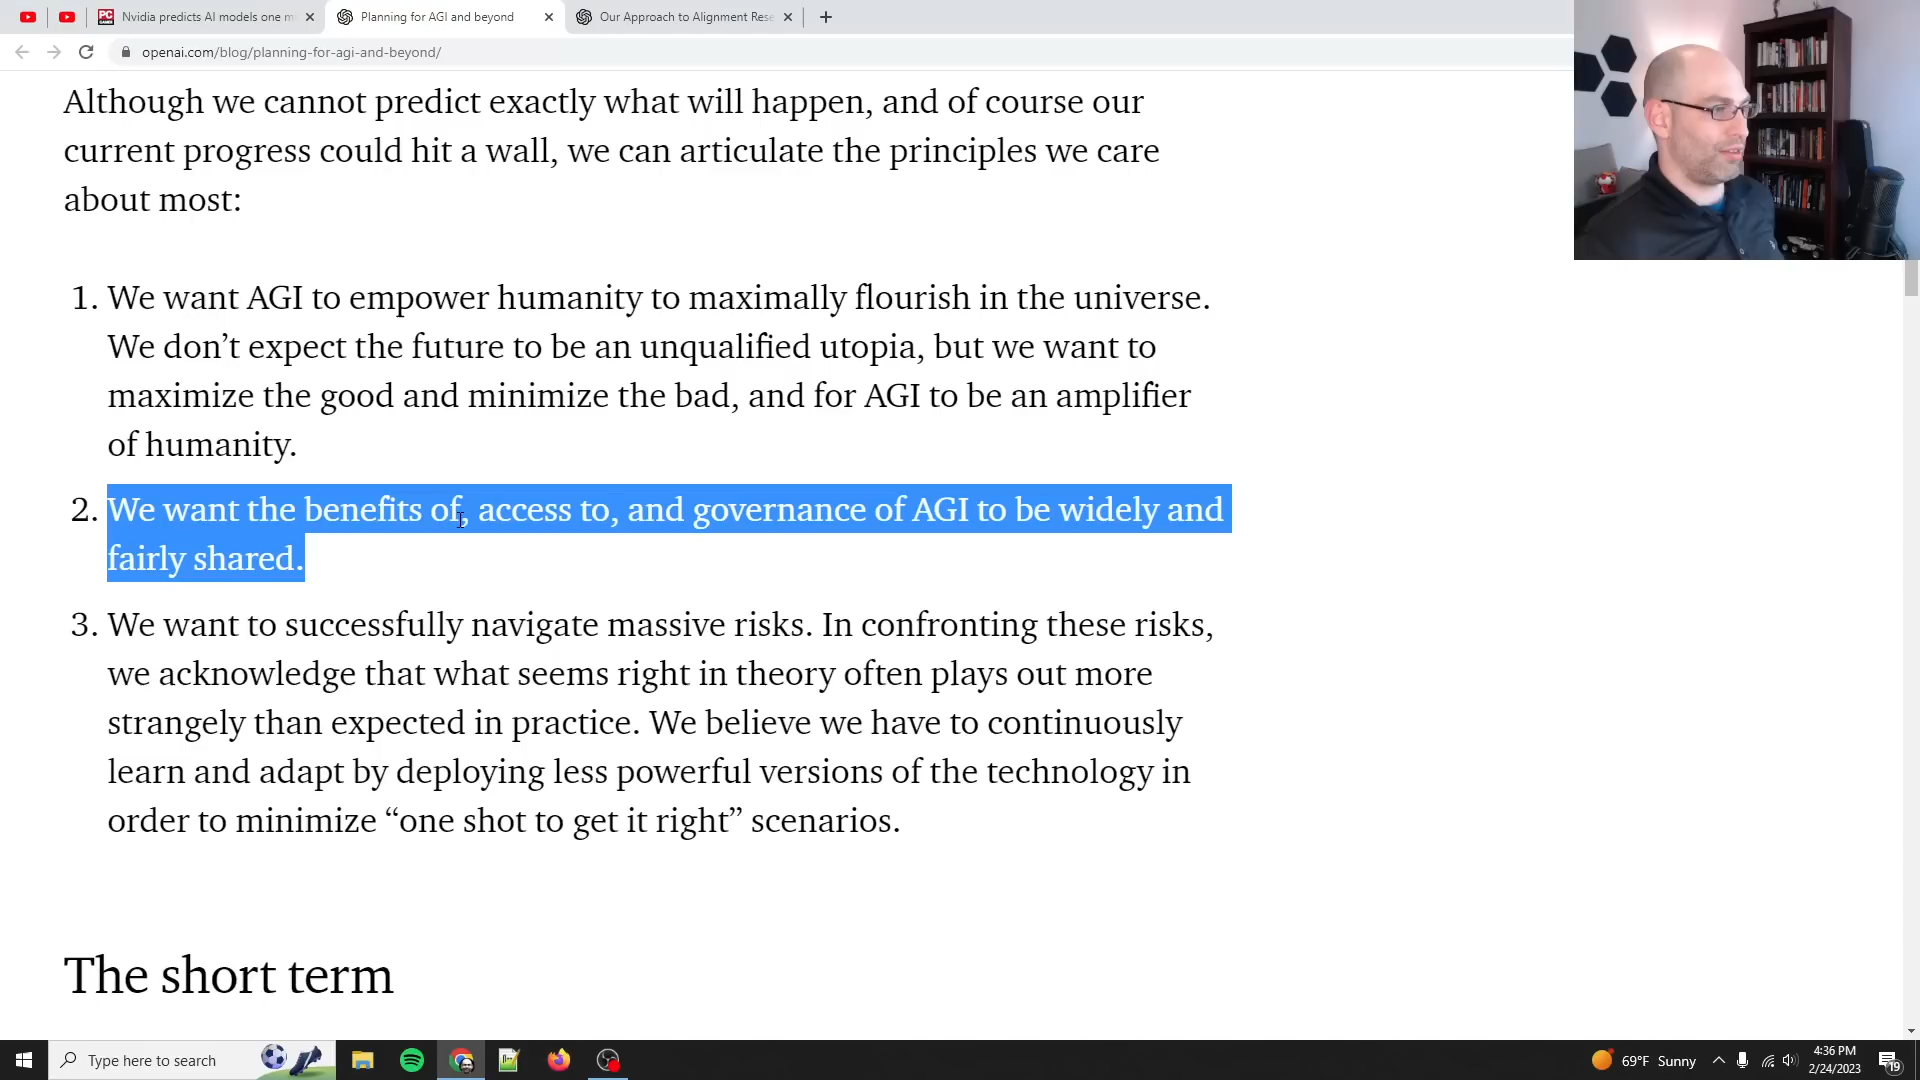 Nvidia predicts AI models one m
Planning for AGI and beyond
Our Approach to Alignment Rese
openai.com/blog/planning-for-agi-and-beyond/
Although we cannot predict exactly what will happen, and of course our
current progress could hit a wall, we can articulate the principles we care
about most:
1. We want AGI to empower humanity to maximally flourish in the universe.
We don’t expect the future to be an unqualified utopia, but we want to
maximize the good and minimize the bad, and for AGI to be an amplifier
of humanity.
2. We want the benefits of, access to, and governance of AGI to be widely and
fairly shared.
3. We want to successfully navigate massive risks. In confronting these risks,
we acknowledge that what seems right in theory often plays out more
strangely than expected in practice. We believe we have to continuously
learn and adapt by deploying less powerful versions of the technology in
order to minimize “one shot to get it right” scenarios.
The short term
Type here to search
69°F Sunny
4:36 PM
2/24/2023
19